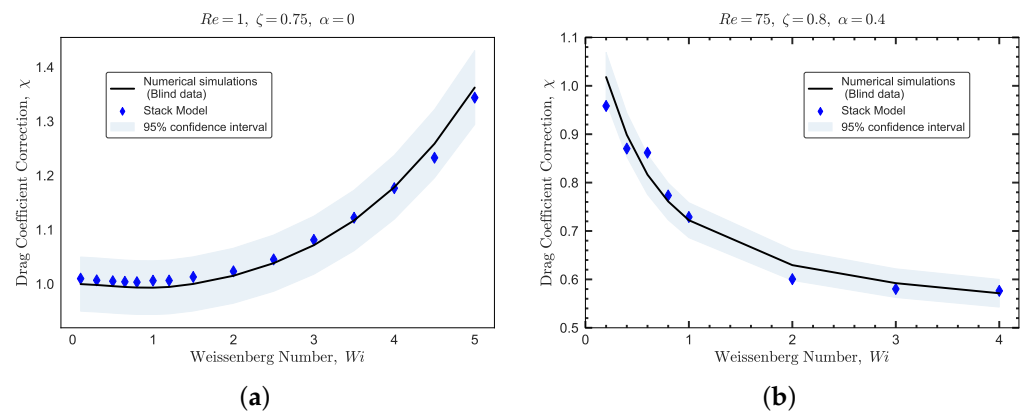 Re = 1, ζ = 0.75, α = 0
Drag Coefficient Correction, χ
1.4
1.3
1.2
1.1
1.0
Numerical simulations
(Blind data)
Stack Model
95% confidence interval
0 1 2 3 4 5
Weissenberg Number, Wi
(a)
Re = 75, ζ = 0.8, α = 0.4
Drag Coefficient Correction, χ
1.1
1.0
0.9
0.8
0.7
0.6
0.5
Numerical simulations
(Blind data)
Stack Model
95% confidence interval
0 1 2 3 4
Weissenberg Number, Wi
(b)